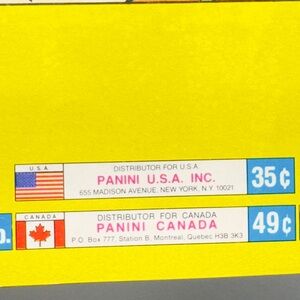 U S A
DISTRIBUTOR FOR U.S.A.
PANINI U.S.A. INC.
655 MADISON AVENUE, NEW YORK, N.Y. 10021
35¢
CANADA
DISTRIBUTOR FOR CANADA
PANINI CANADA
P.O. Box 777, Station B, Montreal, Quebec H3B 3K3
49¢